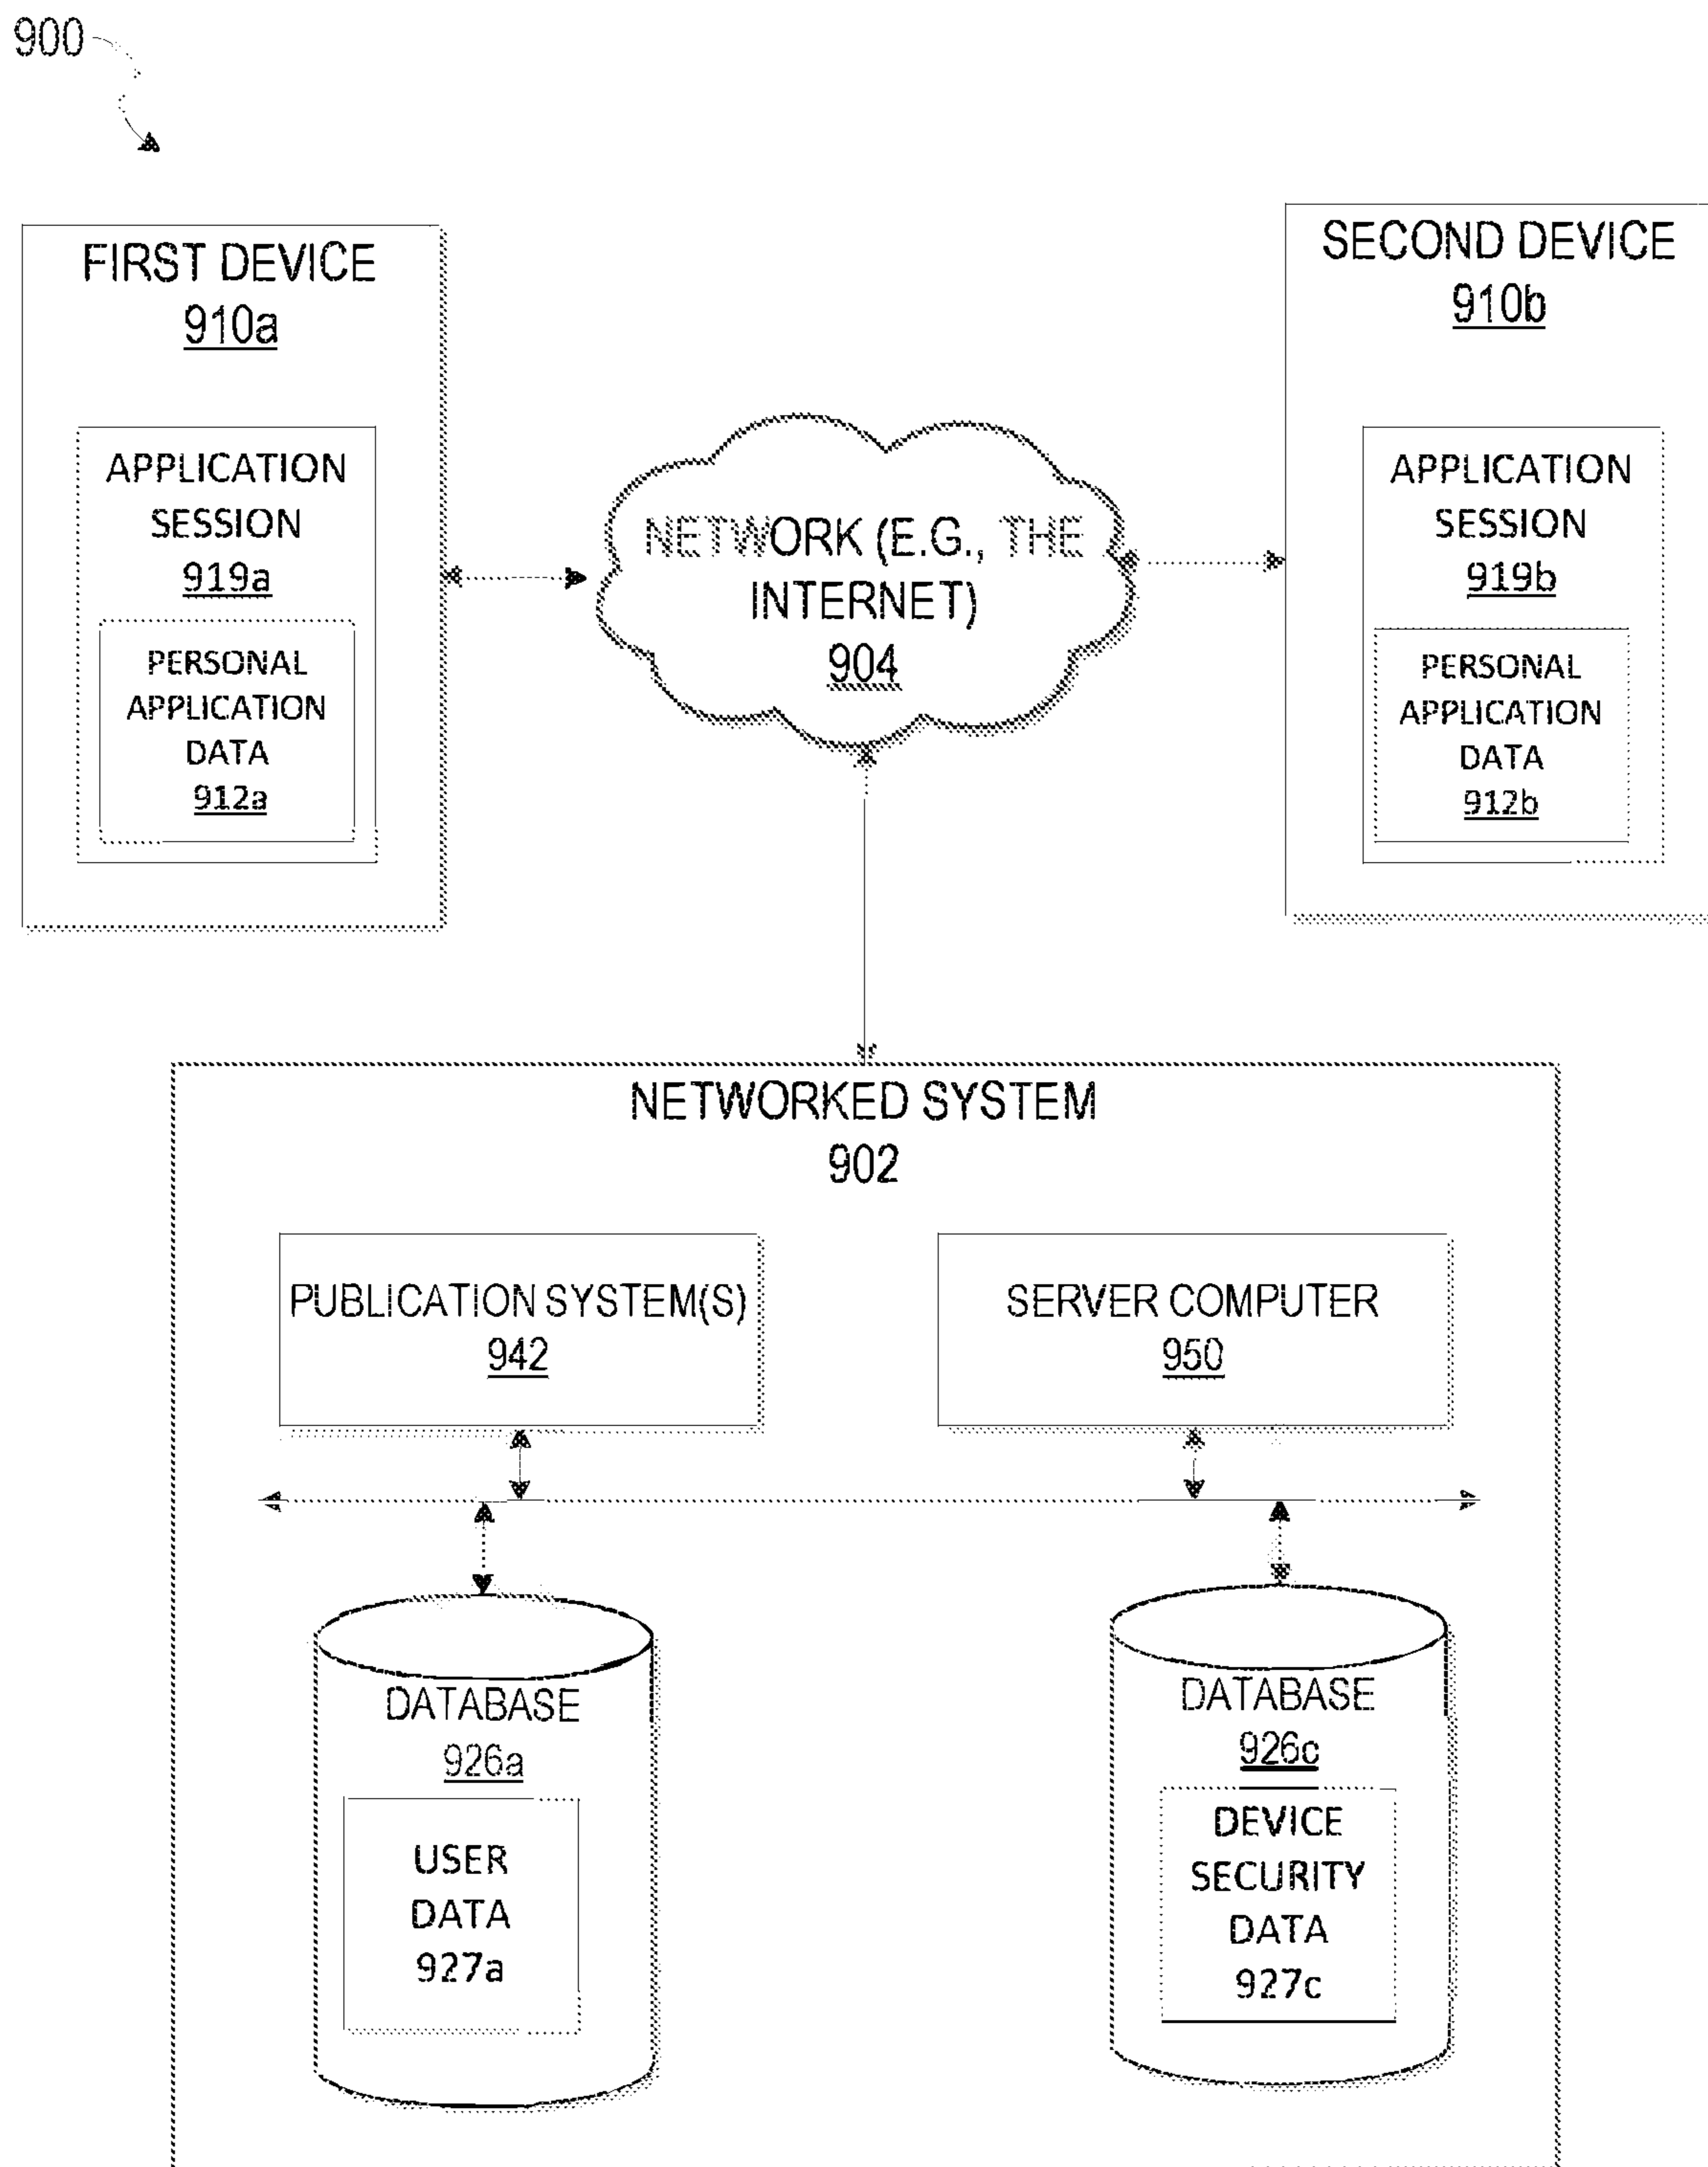 900
FIRST DEVICE
910a
APPLICATION
SESSION
919a
PERSONAL
APPLICATION
DATA
912a
NETWORK (E.G., THE
INTERNET)
904
SECOND DEVICE
910b
APPLICATION
SESSION
919b
PERSONAL
APPLICATION
DATA
912b
NETWORKED SYSTEM
902
PUBLICATION SYSTEM(S)
942
SERVER COMPUTER
950
DATABASE
926a
USER
DATA
927a
DATABASE
926c
DEVICE
SECURITY
DATA
927c